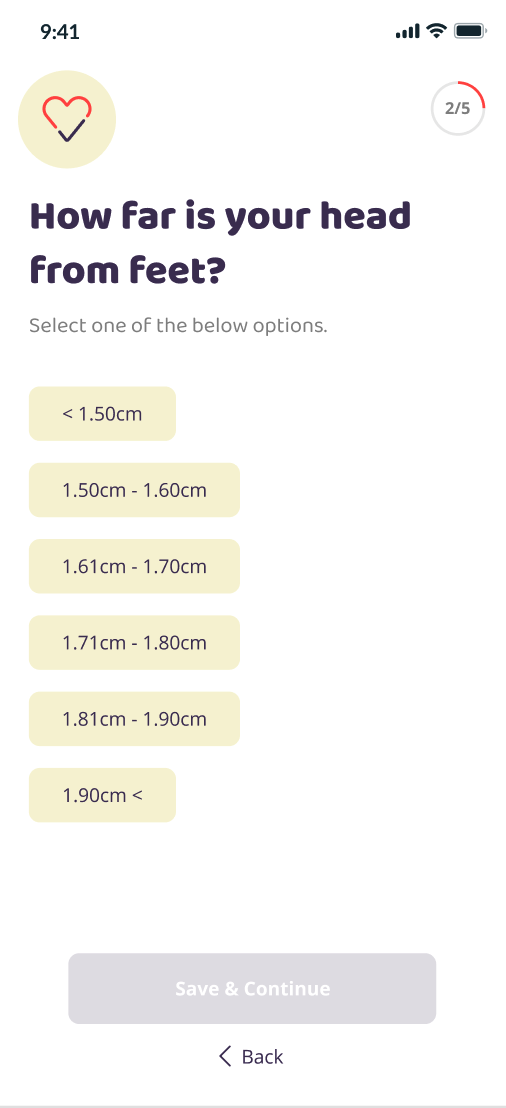 9:41
2/5
How far is your head
from feet?
Select one of the below options.
< 1.50cm
1.50cm - 1.60cm
1.61cm - 1.70cm
1.71cm - 1.80cm
1.81cm - 1.90cm
1.90cm <
Save & Continue
Back